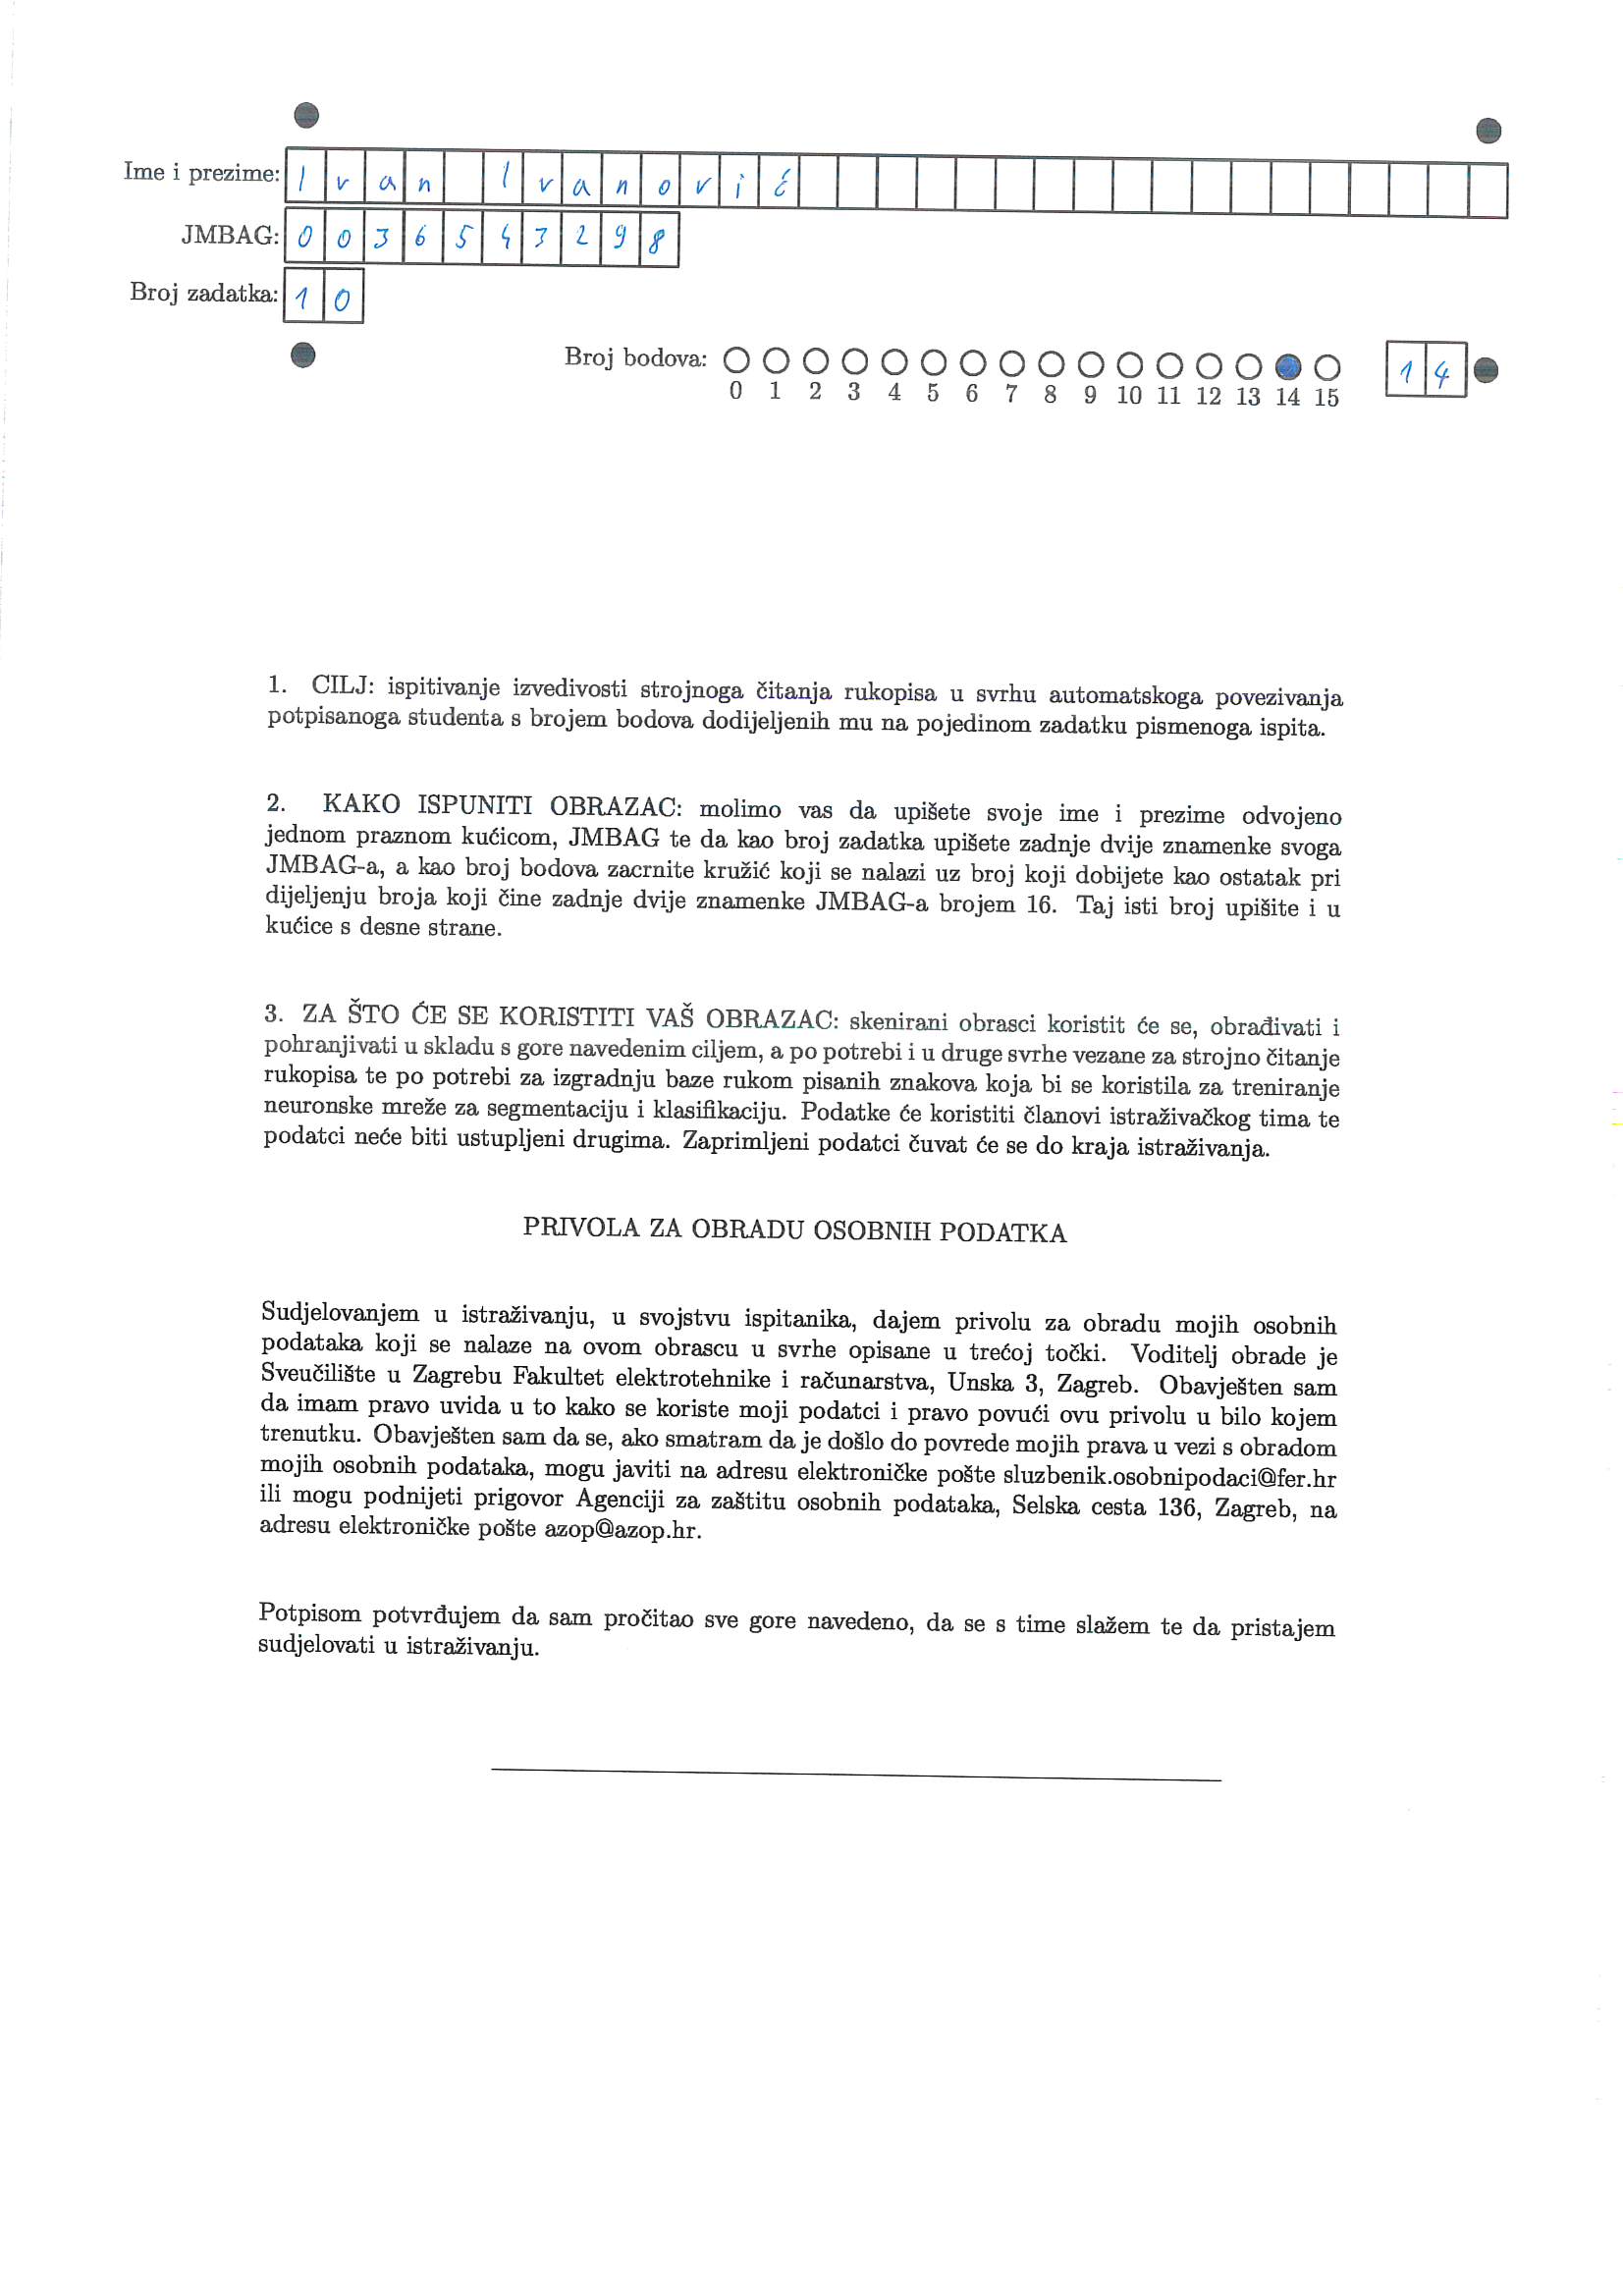 Ime i prezime: Ivan Ivanović
JMBAG: 0036543298
Broj zadatka: 10
Broj bodova: 14
0 1 2 3 4 5 6 7 8 9 10 11 12 13 14 15
1. CILJ: ispitivanje izvedivosti strojnoga čitanja rukopisa u svrhu automatskoga povezivanja
potpisanoga studenta s brojem bodova dodijeljenih mu na pojedinom zadatku pismenoga ispita.
2. KAKO ISPUNITI OBRAZAC: molimo vas da upišete svoje ime i prezime odvojeno
jednom praznom kućicom, JMBAG te da kao broj zadatka upišete zadnje dvije znamenke svoga
JMBAG-a, a kao broj bodova zacrnite kružić koji se nalazi uz broj koji dobijete kao ostatak pri
dijeljenju broja koji čine zadnje dvije znamenke JMBAG-a brojem 16. Taj isti broj upišite i u
kućice s desne strane.
3. ZA ŠTO ĆE SE KORISTITI VAŠ OBRAZAC: skenirani obrasci koristit će se, obrađivati i
pohranjivati u skladu s gore navedenim ciljem, a po potrebi i u druge svrhe vezane za strojno čitanje
rukopisa te po potrebi za izgradnju baze rukom pisanih znakova koja bi se koristila za treniranje
neuronske mreže za segmentaciju i klasifikaciju. Podatke će koristiti članovi istraživačkog tima te
podatci neće biti ustupljeni drugima. Zaprimljeni podatci čuvat će se do kraja istraživanja.
PRIVOLA ZA OBRADU OSOBNIH PODATKA
Sudjelovanjem u istraživanju, u svojstvu ispitanika, dajem privolu za obradu mojih osobnih
podataka koji se nalaze na ovom obrascu u svrhe opisane u trećoj točki. Voditelj obrade je
Sveučilište u Zagrebu Fakultet elektrotehnike i računarstva, Unska 3, Zagreb. Obavješten sam
da imam pravo uvida u to kako se koriste moji podatci i pravo povući ovu privolu u bilo kojem
trenutku. Obavješten sam da se, ako smatram da je došlo do povrede mojih prava u vezi s obradom
mojih osobnih podataka, mogu javiti na adresu elektroničke pošte sluzbenik.osobnipodaci@fer.hr
ili mogu podnijeti prigovor Agenciji za zaštitu osobnih podataka, Selska cesta 136, Zagreb, na
adresu elektroničke pošte azop@azop.hr.
Potpisom potvrđujem da sam pročitao sve gore navedeno, da se s time slažem te da pristajem
sudjelovati u istraživanju.